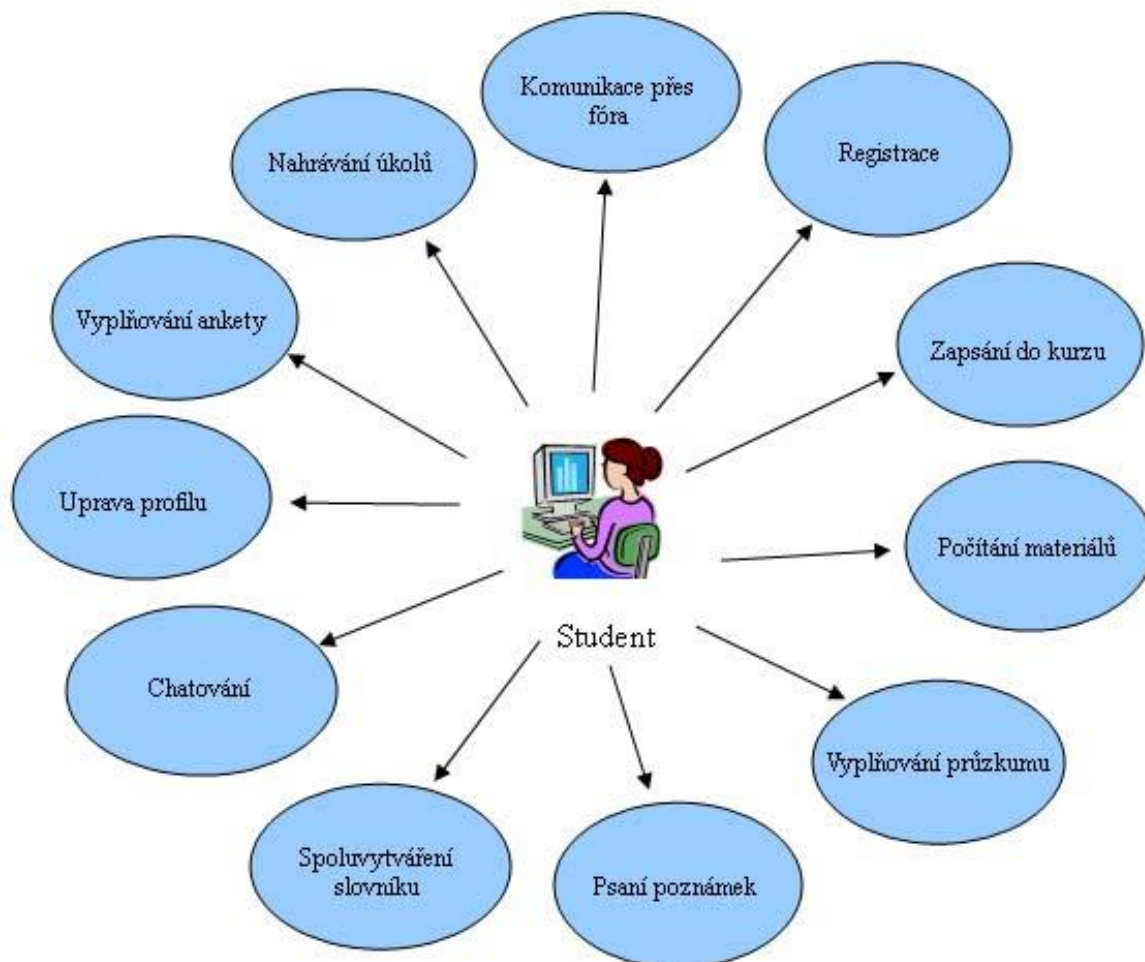 Komunikace přes
fóra
Registrace
Nahrávání úkolů
Vyplňování ankety
Zapsání do kurzu
Uprava profilu
Počítání materiálů
Student
Chatování
Vyplňování průzkumu
Spoluvytváření
slovníku
Psaní poznámek